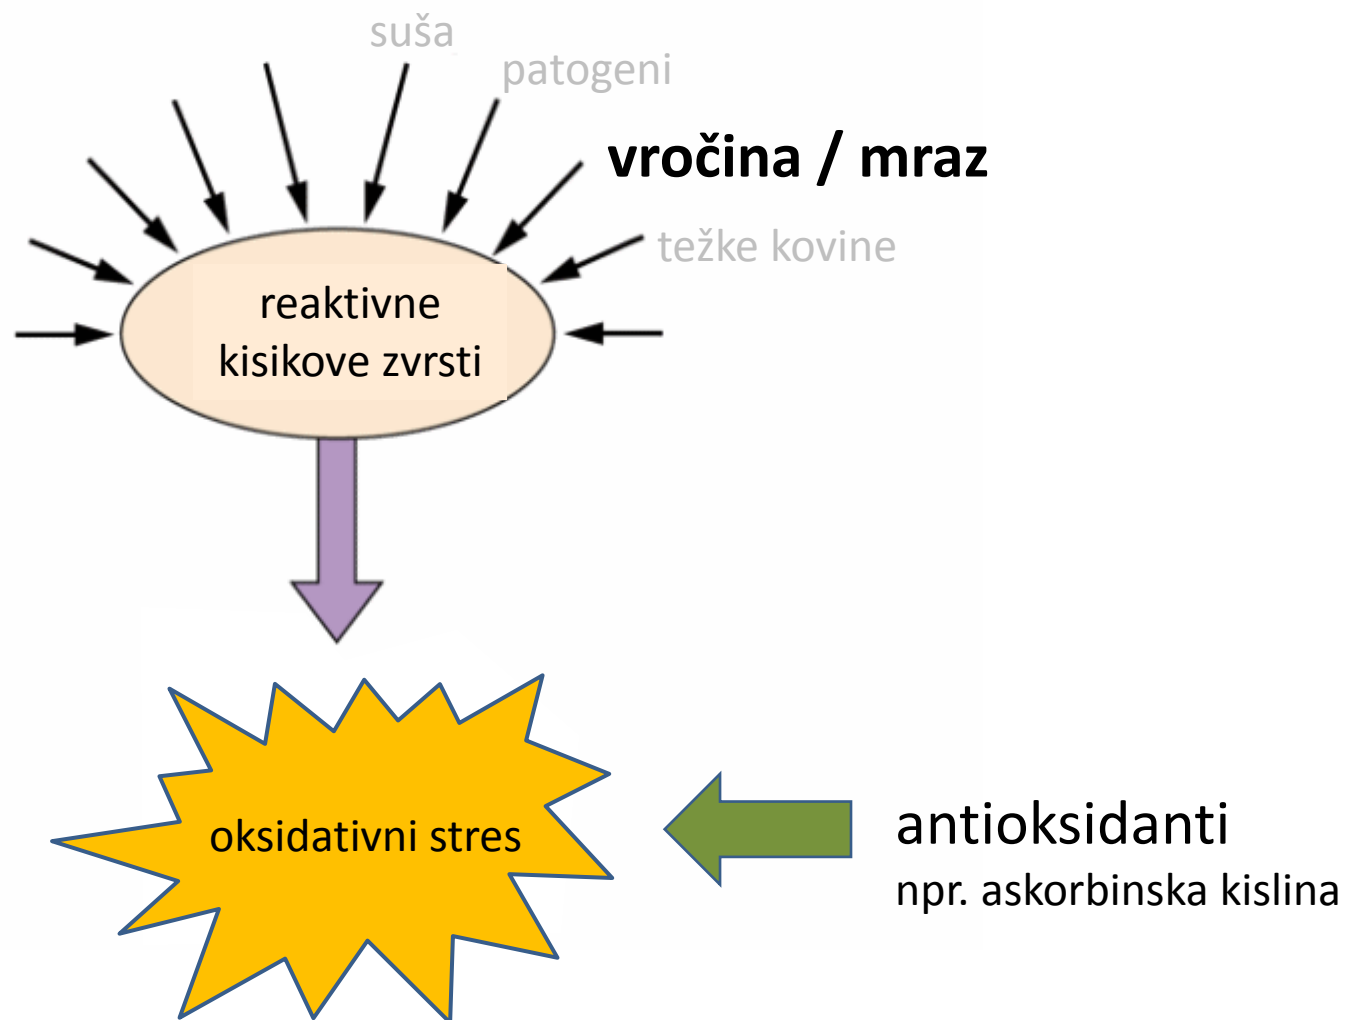 suša
patogeni
vročina / mraz
težke kovine
reaktivne
kisikove zvrsti
oksidativni stres
antioksidanti
npr. askorbinska kislina